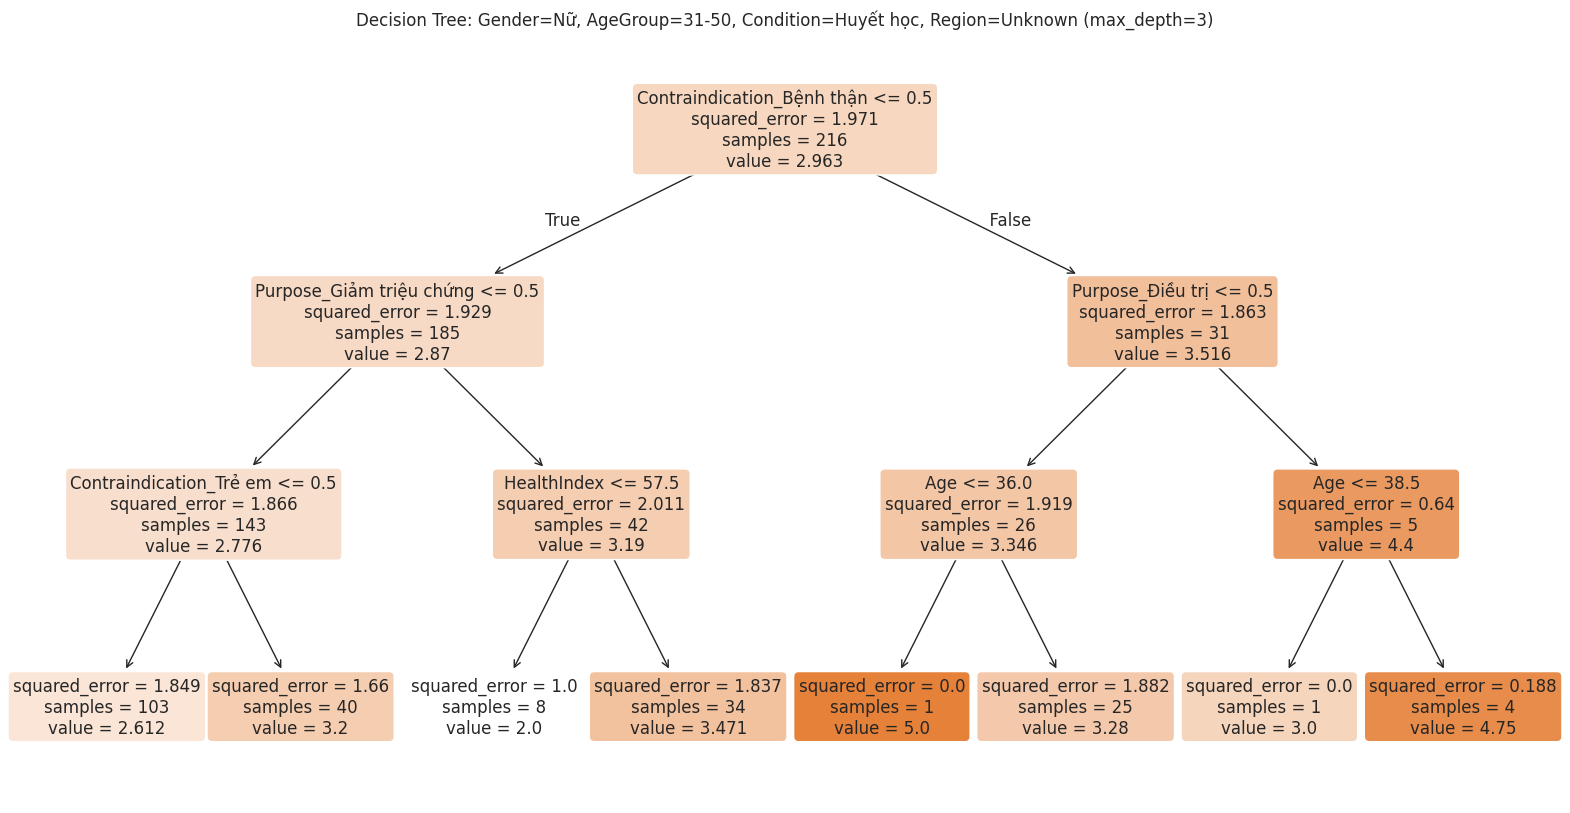 Decision Tree: Gender=Nữ, AgeGroup=31-50, Condition=Huyết học, Region=Unknown (max_depth=3)
Contraindication_Bệnh thận <= 0.5
squared_error = 1.971
samples = 216
value = 2.963
True
False
Purpose_Giảm triệu chứng <= 0.5
squared_error = 1.929
samples = 185
value = 2.87
Purpose_Điều trị <= 0.5
squared_error = 1.863
samples = 31
value = 3.516
Contraindication_Trẻ em <= 0.5
squared_error = 1.866
samples = 143
value = 2.776
HealthIndex <= 57.5
squared_error = 2.011
samples = 42
value = 3.19
Age <= 36.0
squared_error = 1.919
samples = 26
value = 3.346
Age <= 38.5
squared_error = 0.64
samples = 5
value = 4.4
squared_error = 1.849
samples = 103
value = 2.612
squared_error = 1.66
samples = 40
value = 3.2
squared_error = 1.0
samples = 8
value = 2.0
squared_error = 1.837
samples = 34
value = 3.471
squared_error = 0.0
samples = 1
value = 5.0
squared_error = 1.882
samples = 25
value = 3.28
squared_error = 0.0
samples = 1
value = 3.0
squared_error = 0.188
samples = 4
value = 4.75